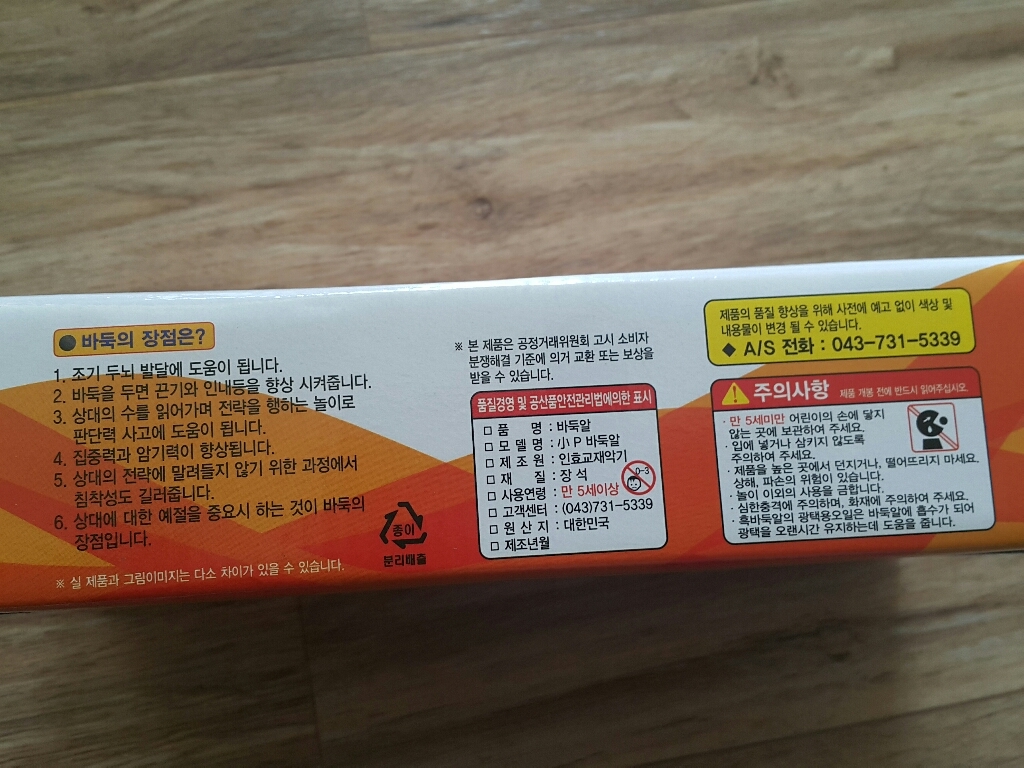 ● 바둑의 장점은?
1. 조기 두뇌 발달에 도움이 됩니다.
2. 바둑을 두면 끈기와 인내등을 향상 시켜줍니다.
3. 상대의 수를 읽어가며 전략을 행하는 놀이로
판단력 사고에 도움이 됩니다.
4. 집중력과 암기력이 향상됩니다.
5. 상대의 전략에 말려들지 않기 위한 과정에서
침착성도 길러줍니다.
6. 상대에 대한 예절을 중요시 하는 것이 바둑의
장점입니다.
※ 실 제품과 그림이미지는 다소 차이가 있을 수 있습니다.
종이
분리배출
※ 본 제품은 공정거래위원회 고시 소비자
분쟁해결 기준에 의거 교환 또는 보상을
받을 수 있습니다.
품질경영 및 공산품안전관리법에의한 표시
□ 품 명 : 바둑알
□ 모 델 명 : 小 P 바둑알
□ 제 조 원 : 인효교재악기
□ 재 질 : 장 석
□ 사용연령 : 만 5세이상
0-3
□ 고객센터 : (043)731-5339
□ 원 산 지 : 대한민국
□ 제조년월
제품의 품질 향상을 위해 사전에 예고 없이 색상 및
내용물이 변경 될 수 있습니다.
◆ A/S 전화 : 043-731-5339
주의사항 제품 개봉 전에 반드시 읽어주십시오.
· 만 5세미만 어린이의 손에 닿지
않는 곳에 보관하여 주세요.
· 입에 넣거나 삼키지 않도록
주의하여 주세요.
· 제품을 높은 곳에서 던지거나, 떨어뜨리지 마세요.
상해, 파손의 위험이 있습니다.
· 놀이 이외의 사용을 금합니다.
· 심한충격에 주의하며, 화재에 주의하여 주세요.
· 흑바둑알의 광택용오일은 바둑알에 흡수가 되어
광택을 오랜시간 유지하는데 도움을 줍니다.